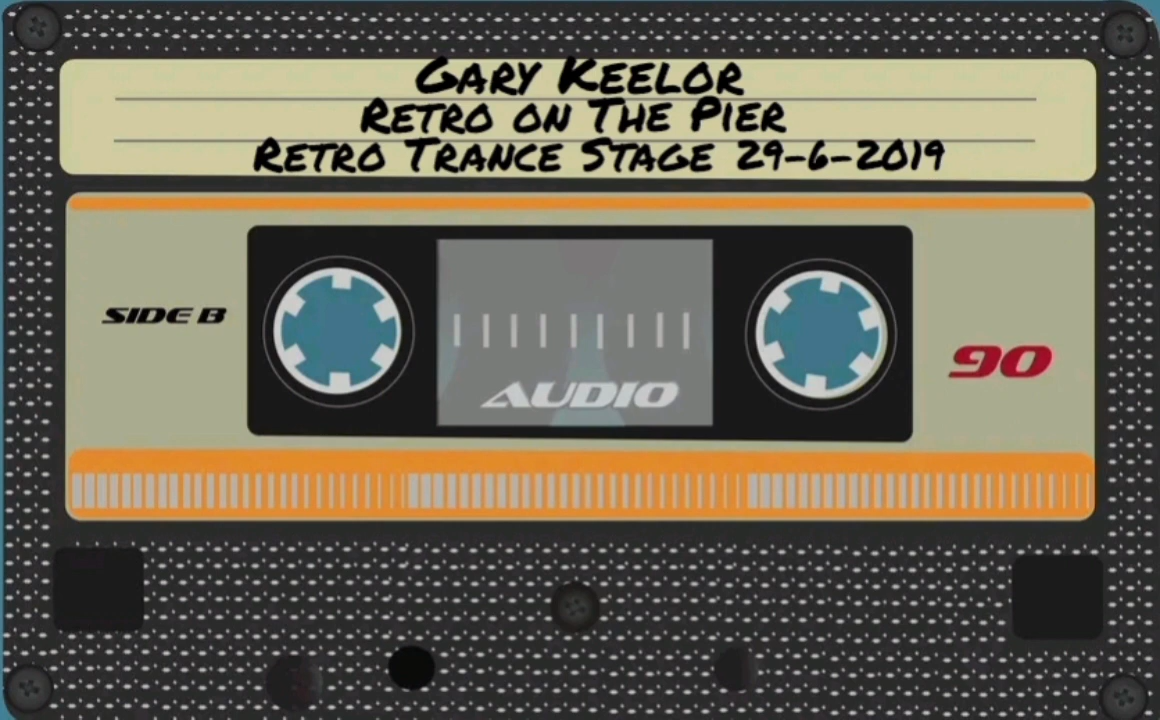 Gary Keelor
Retro on The Pier
Retro Trance Stage 29-6-2019
SIDE B
90
AUDIO